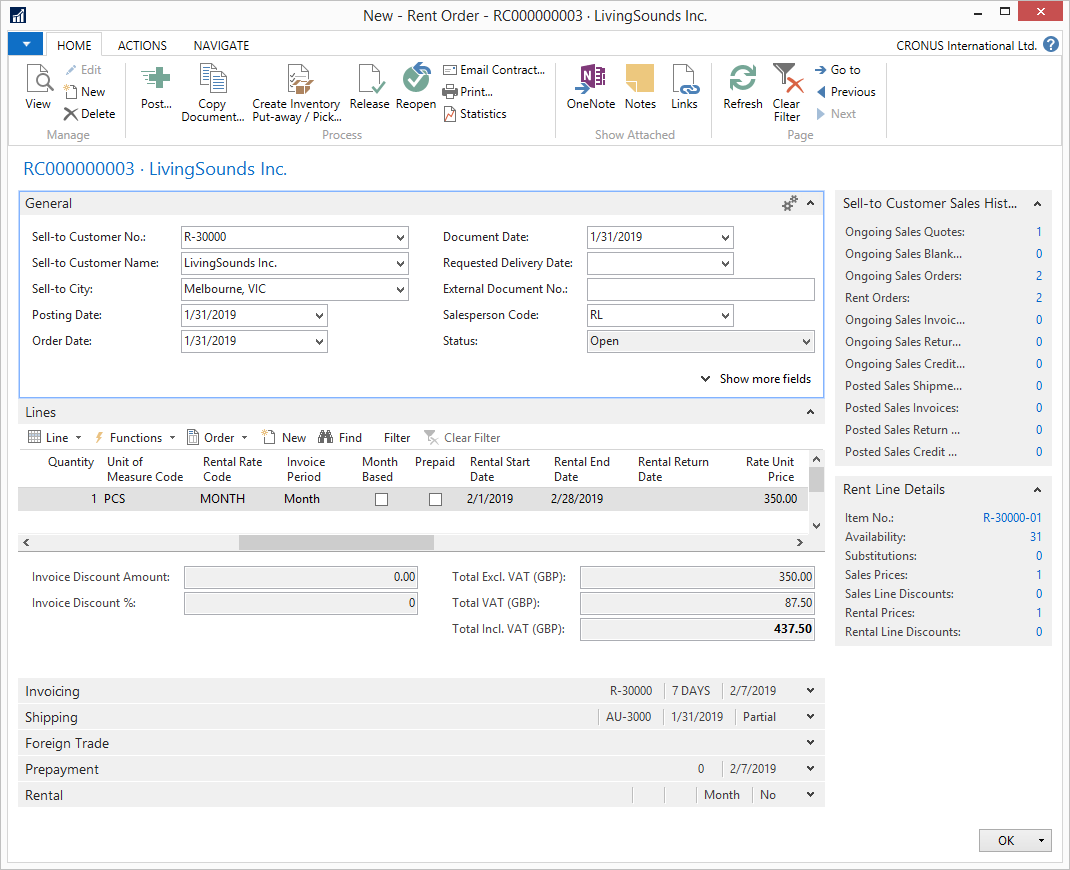 New - Rent Order - RC000000003 · LivingSounds Inc.
HOME ACTIONS NAVIGATE CRONUS International Ltd. ?
View
Edit
New
Delete
Manage
Post...
Copy Document...
Create Inventory Put-away / Pick...
Release
Reopen
Email Contract...
Print...
Statistics
Process
OneNote
Notes
Links
Show Attached
Refresh
Clear Filter
Go to
Previous
Next
Page
RC000000003 · LivingSounds Inc.
General
Sell-to Customer No.: R-30000
Sell-to Customer Name: LivingSounds Inc.
Sell-to City: Melbourne, VIC
Posting Date: 1/31/2019
Order Date: 1/31/2019
Document Date: 1/31/2019
Requested Delivery Date:
External Document No.:
Salesperson Code: RL
Status: Open
Show more fields
Lines
Line Functions Order New Find Filter Clear Filter
Quantity Unit of Measure Code Rental Rate Code Invoice Period Month Based Prepaid Rental Start Date Rental End Date Rental Return Date Rate Unit Price
1 PCS MONTH Month 2/1/2019 2/28/2019 350.00
Invoice Discount Amount: 0.00
Invoice Discount %: 0
Total Excl. VAT (GBP): 350.00
Total VAT (GBP): 87.50
Total Incl. VAT (GBP): 437.50
Invoicing R-30000 7 DAYS 2/7/2019
Shipping AU-3000 1/31/2019 Partial
Foreign Trade
Prepayment 0 2/7/2019
Rental Month No
Sell-to Customer Sales Hist...
Ongoing Sales Quotes: 1
Ongoing Sales Blank... 0
Ongoing Sales Orders: 2
Rent Orders: 2
Ongoing Sales Invoic... 0
Ongoing Sales Retur... 0
Ongoing Sales Credit... 0
Posted Sales Shipme... 0
Posted Sales Invoices: 0
Posted Sales Return ... 0
Posted Sales Credit ... 0
Rent Line Details
Item No.: R-30000-01
Availability: 31
Substitutions: 0
Sales Prices: 1
Sales Line Discounts: 0
Rental Prices: 1
Rental Line Discounts: 0
OK